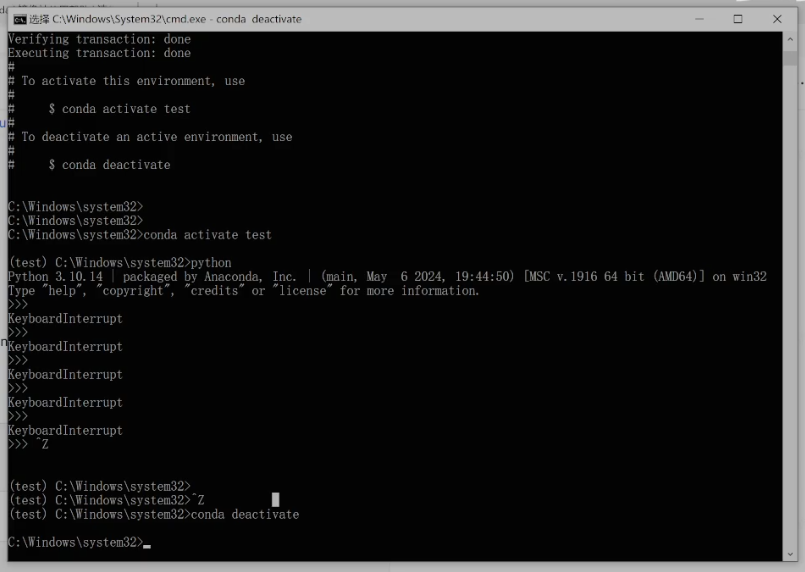 选择 C:\Windows\System32\cmd.exe - conda  deactivate
Verifying transaction: done
Executing transaction: done
#
# To activate this environment, use
#
#     $ conda activate test
#
# To deactivate an active environment, use
#
#     $ conda deactivate
C:\Windows\system32>
C:\Windows\system32>
C:\Windows\system32>conda activate test
(test) C:\Windows\system32>python
Python 3.10.14 | packaged by Anaconda, Inc. | (main, May  6 2024, 19:44:50) [MSC v.1916 64 bit (AMD64)] on win32
Type "help", "copyright", "credits" or "license" for more information.
>>>
KeyboardInterrupt
>>>
KeyboardInterrupt
>>>
KeyboardInterrupt
>>>
KeyboardInterrupt
>>>
KeyboardInterrupt
>>> ^Z
(test) C:\Windows\system32>
(test) C:\Windows\system32>^Z
(test) C:\Windows\system32>conda deactivate
C:\Windows\system32>